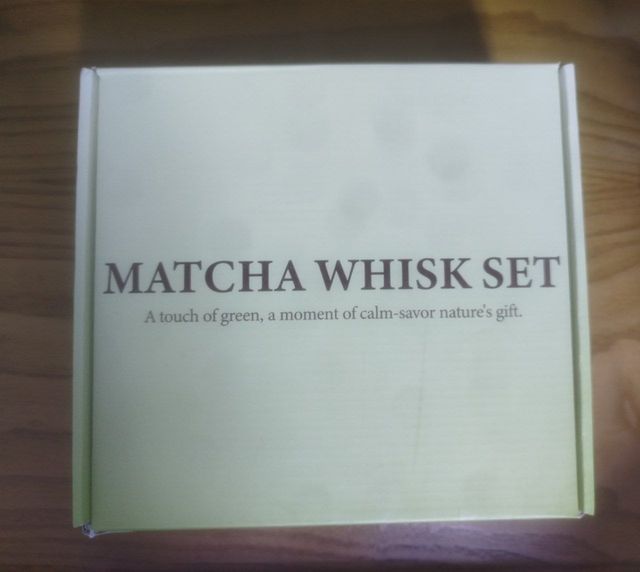 MATCHA WHISK SET
A touch of green, a moment of calm-savor nature's gift.